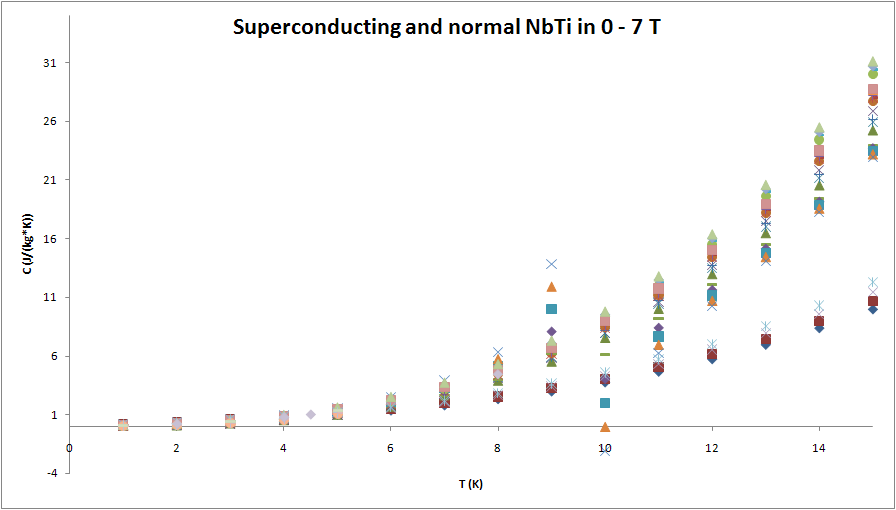 Superconducting and normal NbTi in 0 - 7 T
31
26
21
16
11
6
1
-4
C (J/(kg*K))
0 2 4 6 8 10 12 14
T (K)